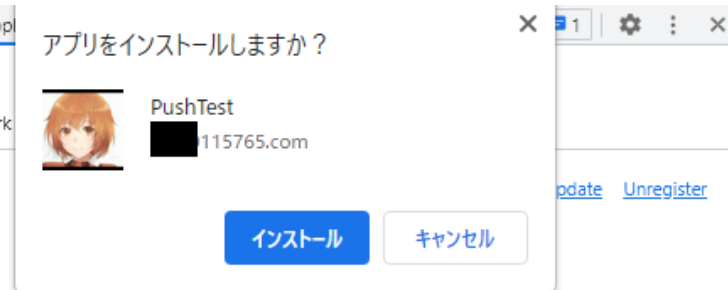 アプリをインストールしますか？
PushTest
115765.com
インストール
キャンセル
1
pdate Unregister